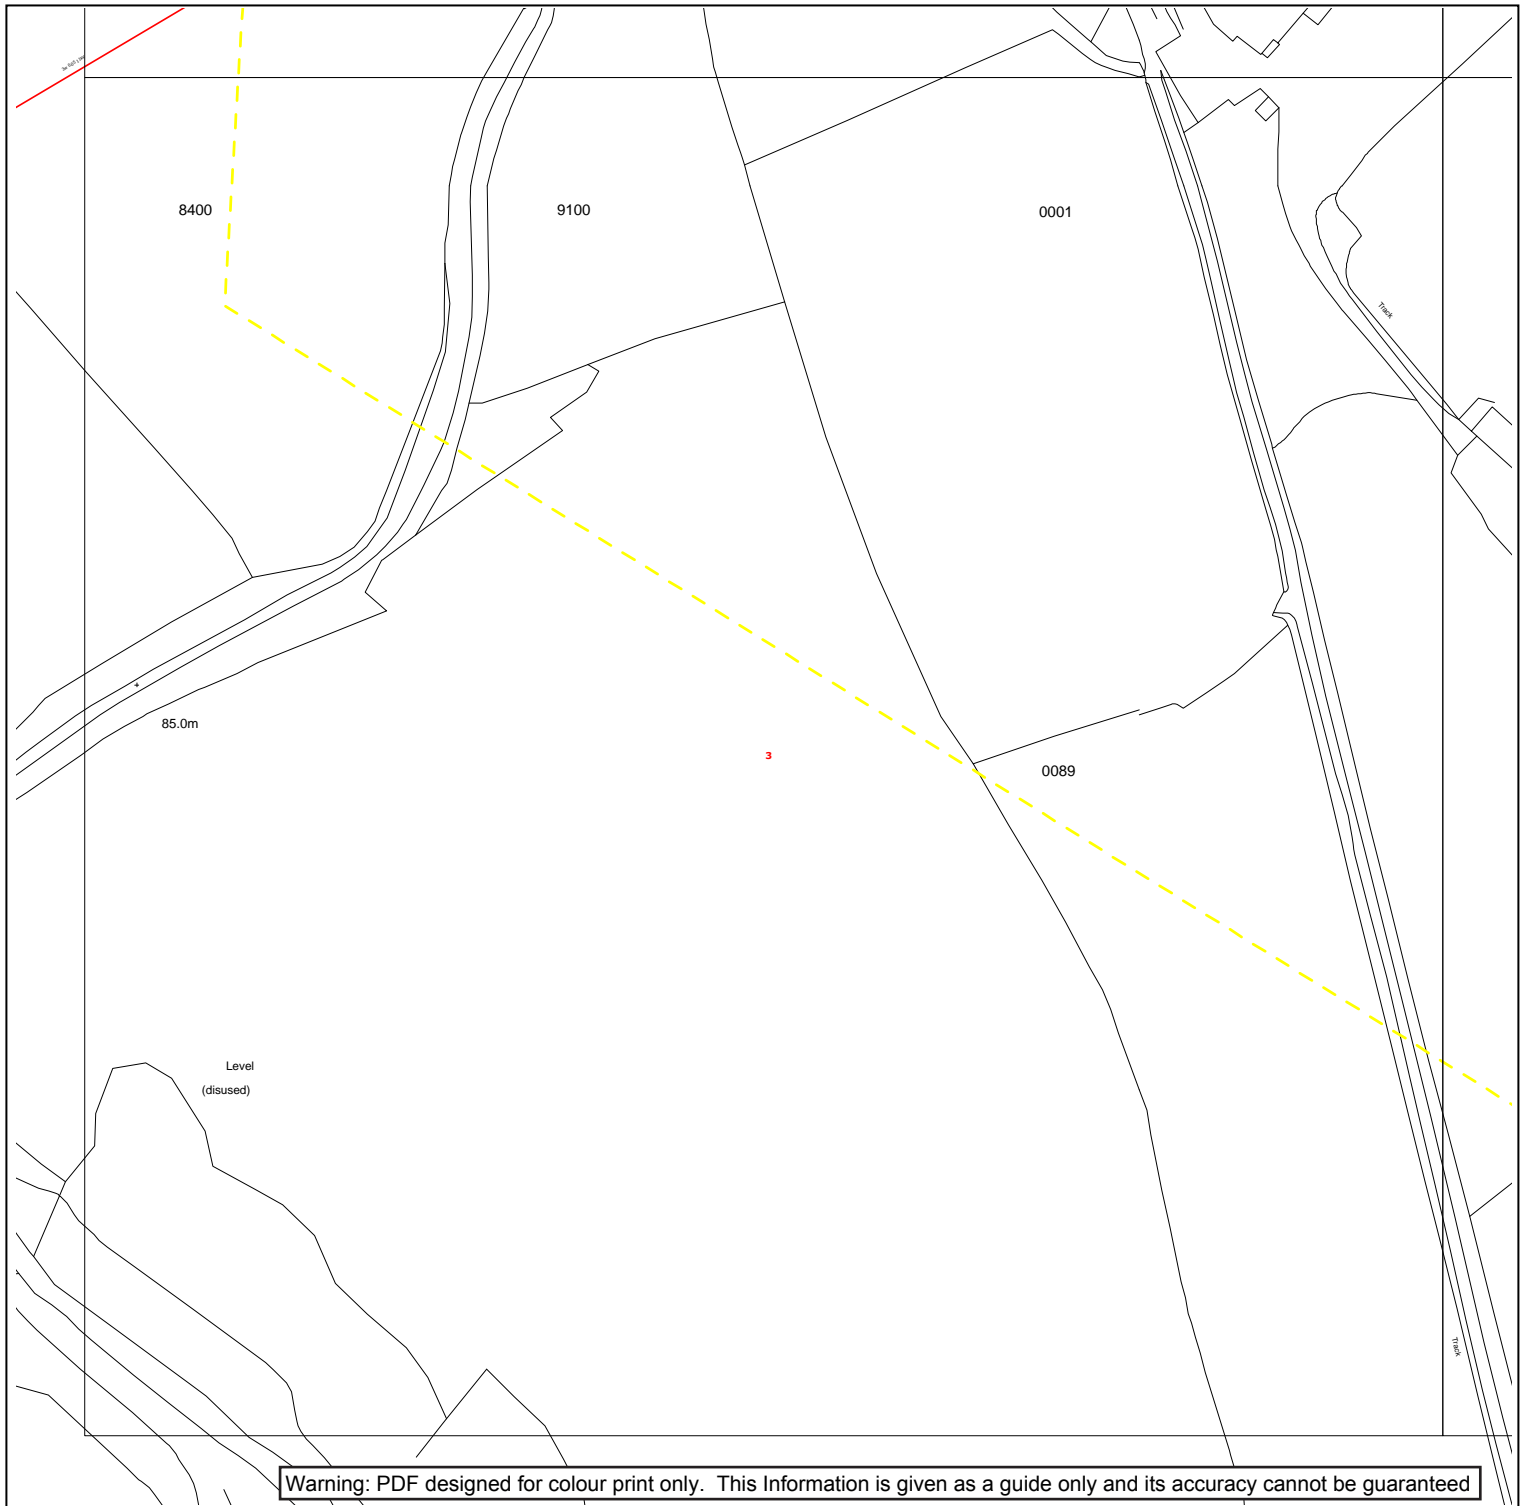 8400
9100
0001
Track
85.0m
3
0089
Level
(disused)
Track
Warning: PDF designed for colour print only. This Information is given as a guide only and its accuracy cannot be guaranteed